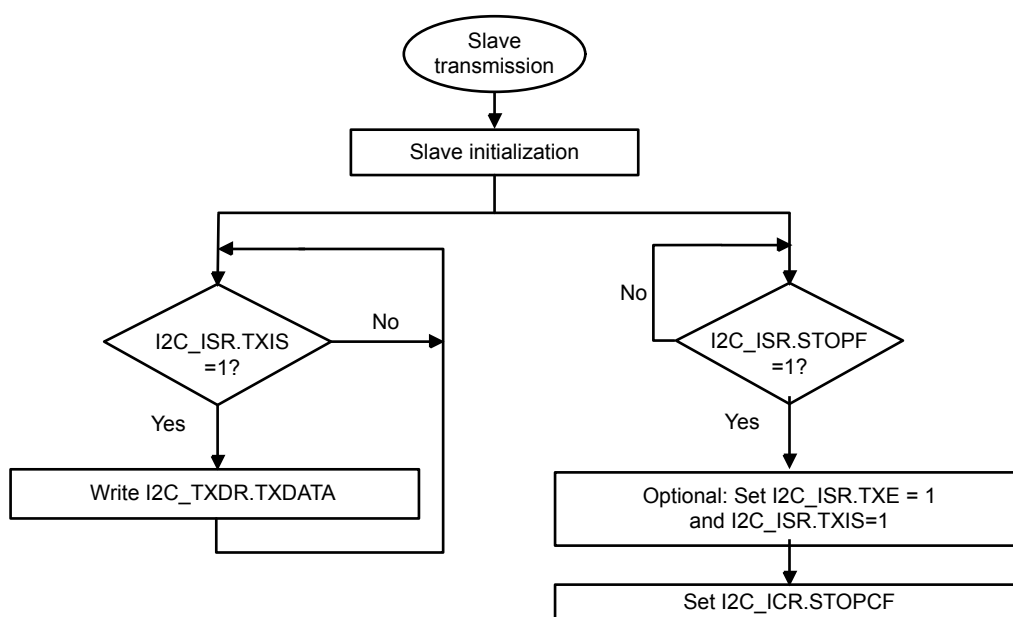 Slave
transmission
Slave initialization
I2C_ISR.TXIS
=1?
No
Yes
Write I2C_TXDR.TXDATA
I2C_ISR.STOPF
=1?
No
Yes
Optional: Set I2C_ISR.TXE = 1
and I2C_ISR.TXIS=1
Set I2C_ICR.STOPCF